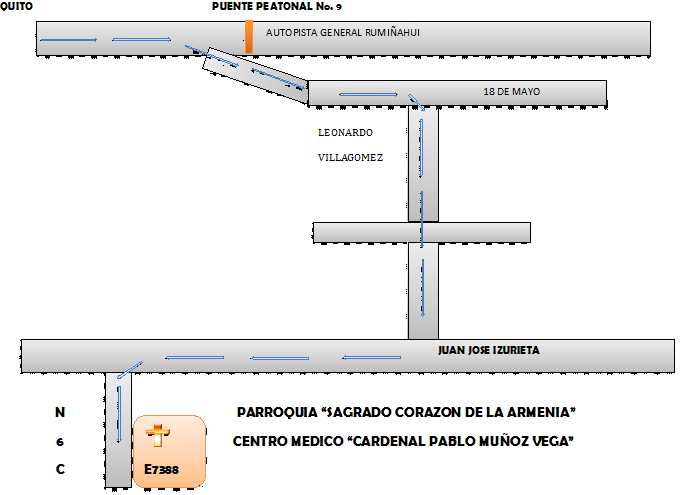 QUITO PUENTE PEATONAL No. 9
AUTOPISTA GENERAL RUMIÑAHUI
18 DE MAYO
LEONARDO
VILLAGOMEZ
JUAN JOSE IZURIETA
N PARROQUIA “SAGRADO CORAZON DE LA ARMENIA”
6 CENTRO MEDICO “CARDENAL PABLO MUÑOZ VEGA”
C E7388